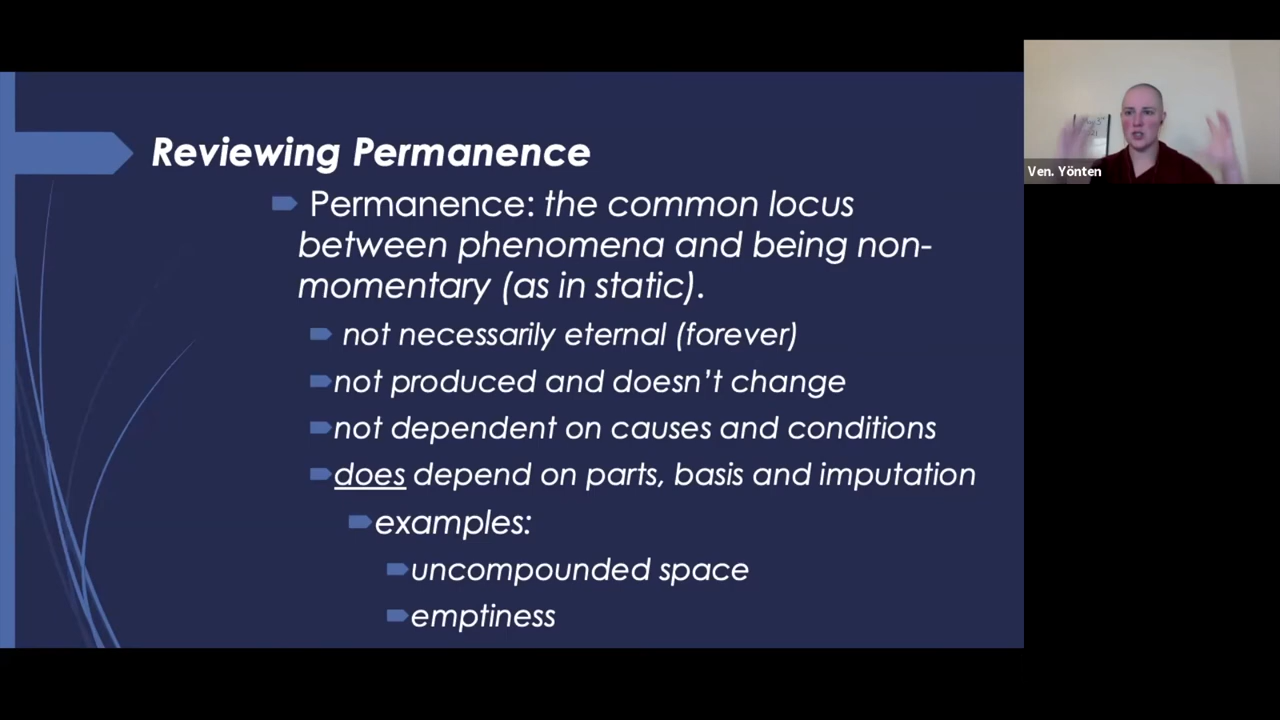 Reviewing Permanence
Permanence: the common locus
between phenomena and being non-
momentary (as in static).
not necessarily eternal (forever)
not produced and doesn't change
not dependent on causes and conditions
does depend on parts, basis and imputation
examples:
uncompounded space
emptiness
Ven. Yönten